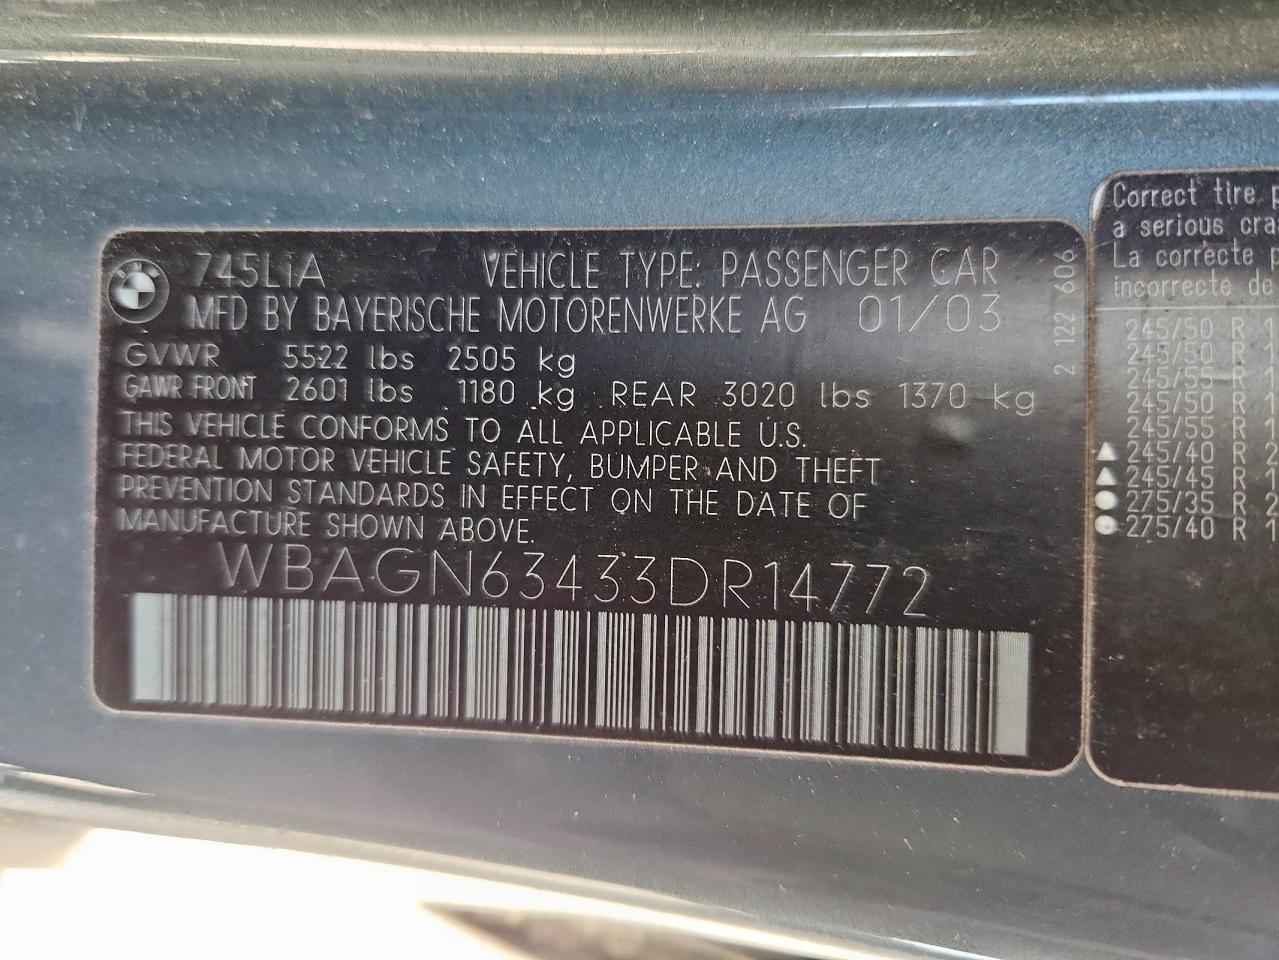 745LiA VEHICLE TYPE: PASSENGER CAR
MFD BY BAYERISCHE MOTORENWERKE AG 01/03
GVWR 5522 lbs 2505 kg
GAWR FRONT 2601 lbs 1180 kg REAR 3020 lbs 1370 kg
THIS VEHICLE CONFORMS TO ALL APPLICABLE U.S.
FEDERAL MOTOR VEHICLE SAFETY, BUMPER AND THEFT
PREVENTION STANDARDS IN EFFECT ON THE DATE OF
MANUFACTURE SHOWN ABOVE.
WBAGN63433DR14772
2 122 606
Correct tire
a serious
La correcte
incorrecte de
245/50 R
245/50 R
245/55 R
245/50 R
245/55 R
245/40 R
245/45 R
275/35 R
275/40 R